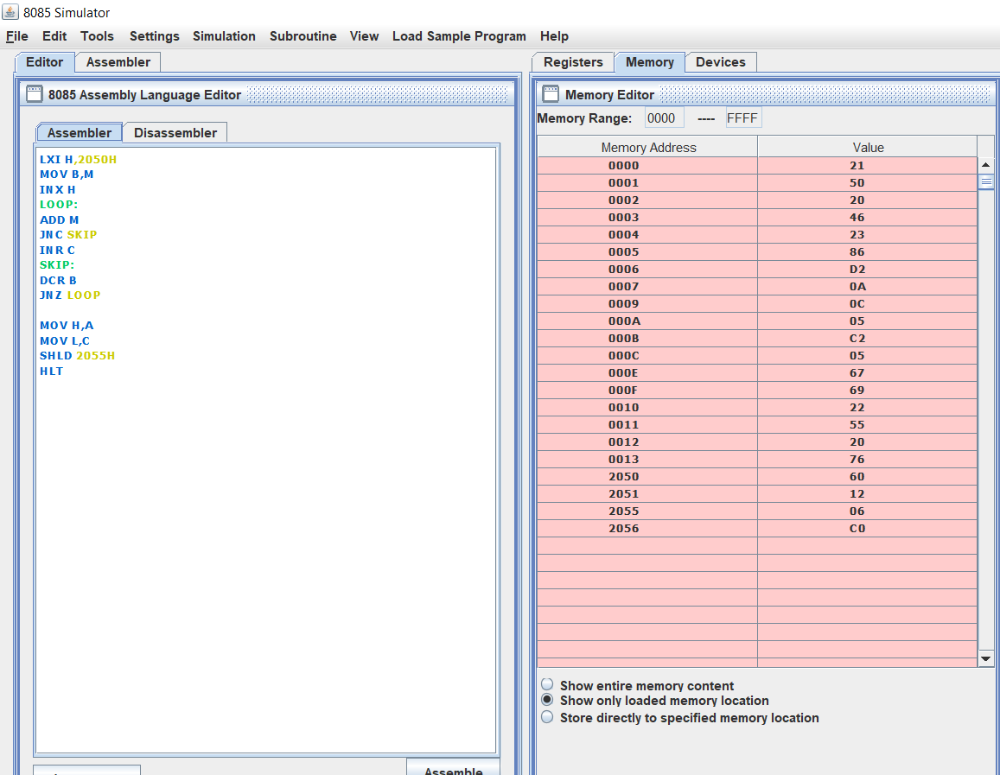 8085 Simulator
File Edit Tools Settings Simulation Subroutine View Load Sample Program Help
Editor Assembler
8085 Assembly Language Editor
Assembler Disassembler
LXI H,2050H
MOV B,M
INX H
LOOP:
ADD M
JNC SKIP
INR C
SKIP:
DCR B
JNZ LOOP
MOV H,A
MOV L,C
SHLD 2055H
HLT
Assemble
Registers Memory Devices
Memory Editor
Memory Range: 0000 ---- FFFF
Memory Address Value
0000 21
0001 50
0002 20
0003 46
0004 23
0005 86
0006 D2
0007 0A
0009 0C
000A 05
000B C2
000C 05
000E 67
000F 69
0010 22
0011 55
0012 20
0013 76
2050 60
2051 12
2055 06
2056 C0
Show entire memory content
Show only loaded memory location
Store directly to specified memory location